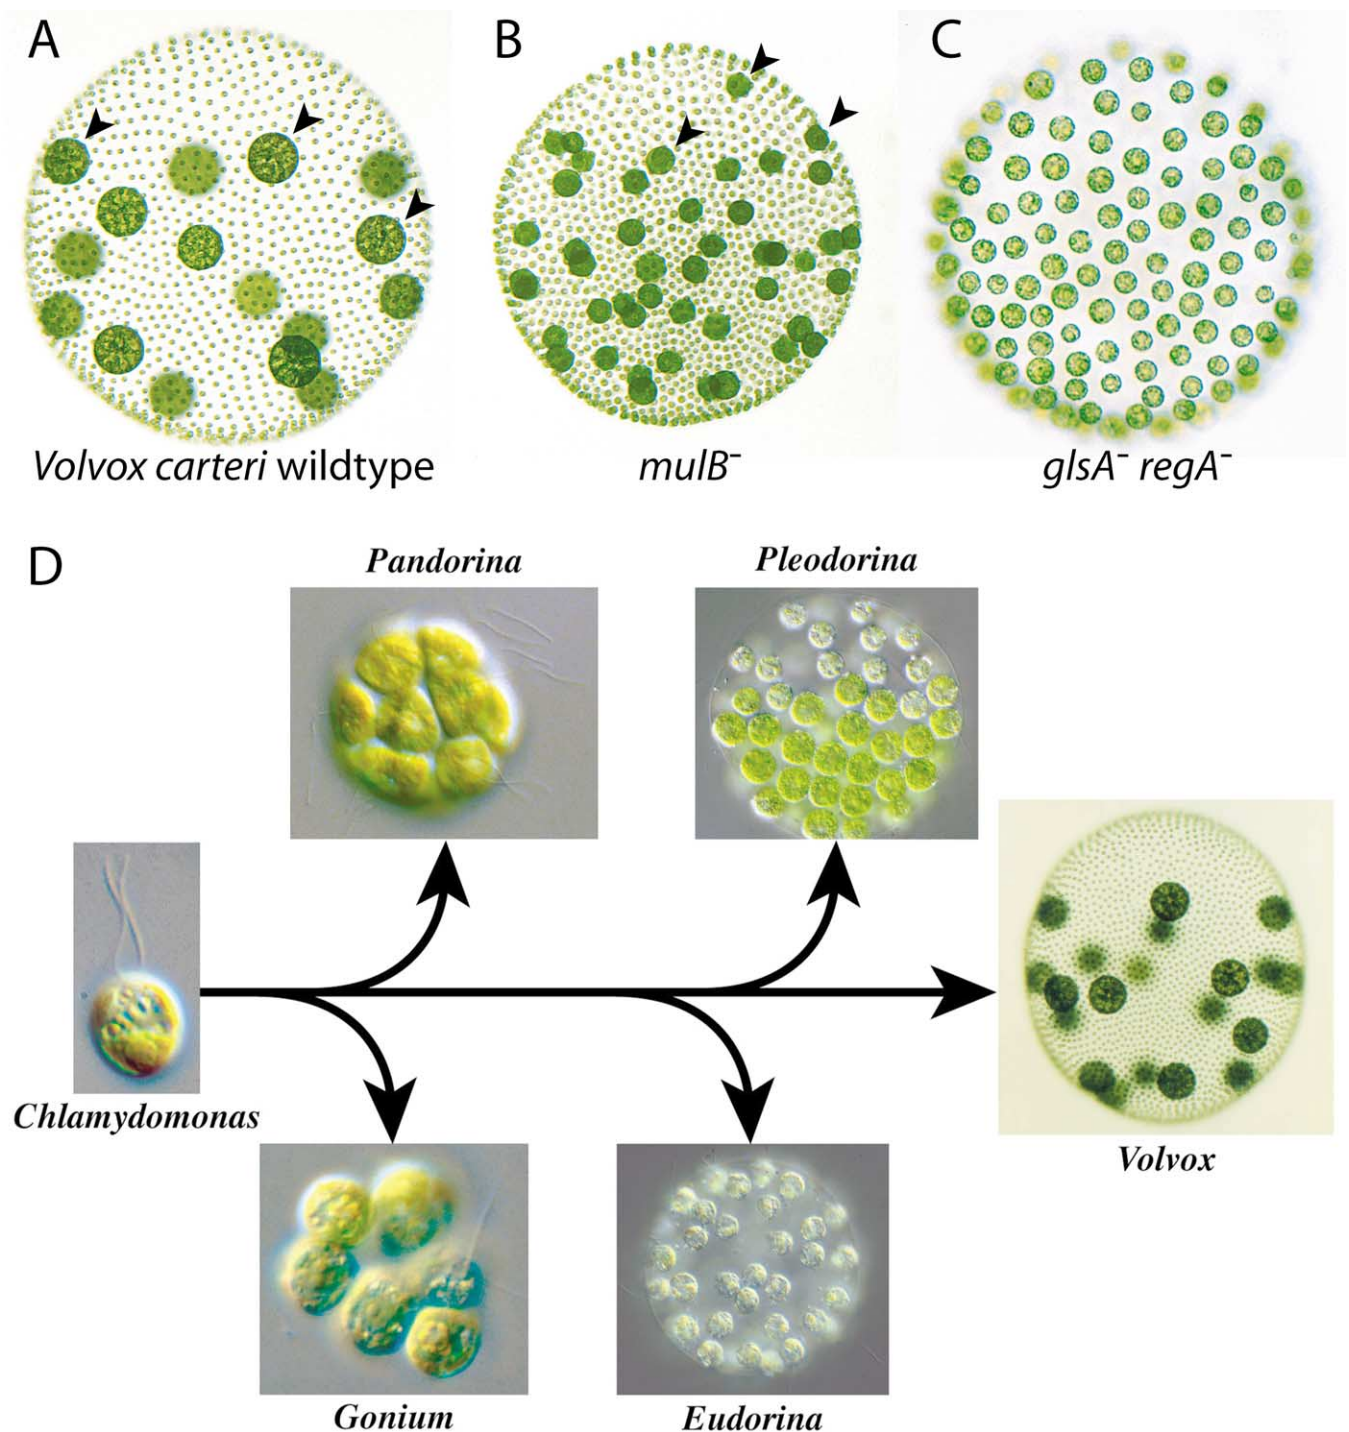 A
B
C
Volvox carteri wildtype
mulB⁻
glsA⁻ regA⁻
D
Pandorina
Pleodorina
Chlamydomonas
Volvox
Gonium
Eudorina